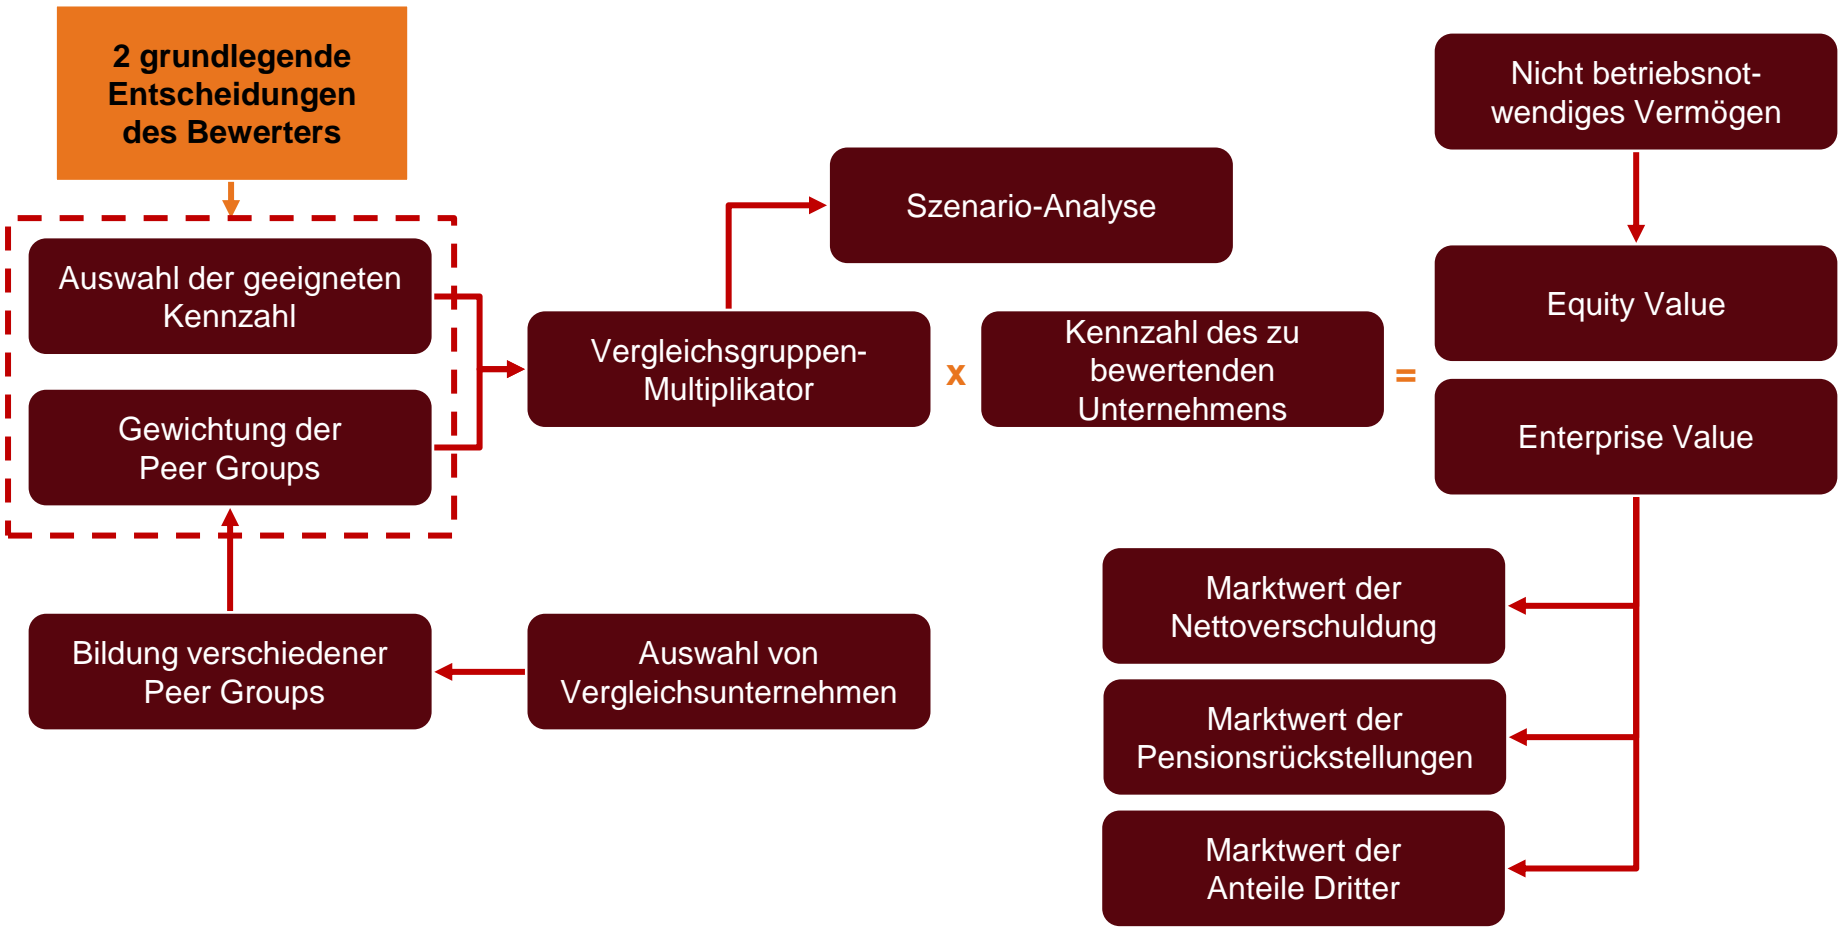 2 grundlegende
Entscheidungen
des Bewerters
Auswahl der geeigneten
Kennzahl
Gewichtung der
Peer Groups
Bildung verschiedener
Peer Groups
Auswahl von
Vergleichsunternehmen
Vergleichsgruppen-
Multiplikator
Szenario-Analyse
x
Kennzahl des zu
bewertenden
Unternehmens
=
Nicht betriebsnot-
wendiges Vermögen
Equity Value
Enterprise Value
Marktwert der
Nettoverschuldung
Marktwert der
Pensionsrückstellungen
Marktwert der
Anteile Dritter